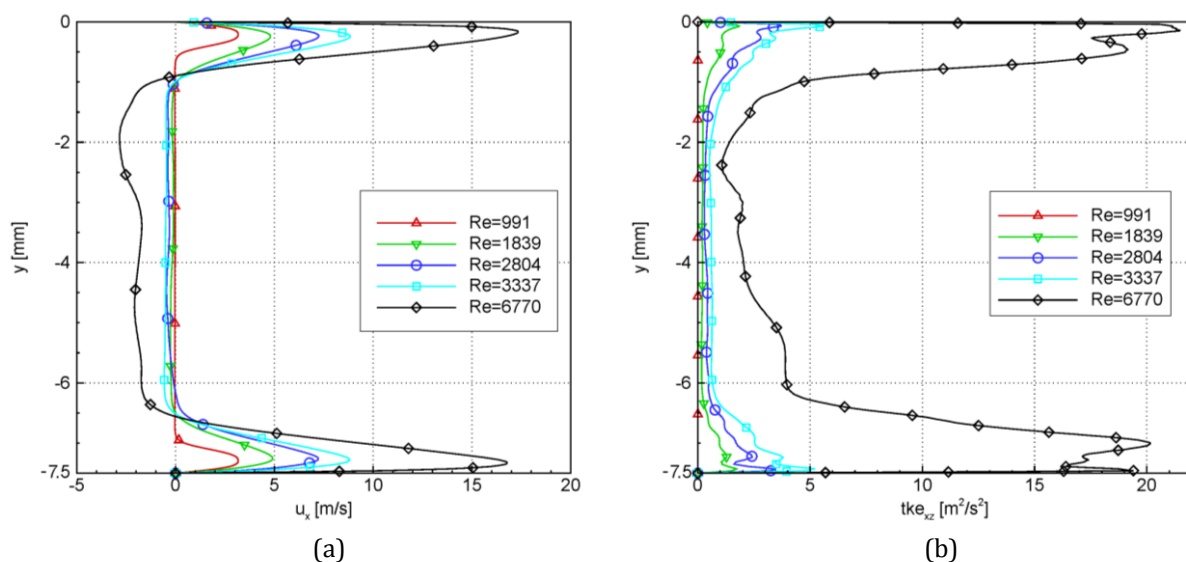 0
-2
-4
-6
-7.5
y [mm]
-5
0
5
10
15
20
uₓ [m/s]
Re=991
Re=1839
Re=2804
Re=3337
Re=6770
(a)
0
-2
-4
-6
-7.5
y [mm]
0
5
10
15
20
tkeₓz [m²/s²]
Re=991
Re=1839
Re=2804
Re=3337
Re=6770
(b)